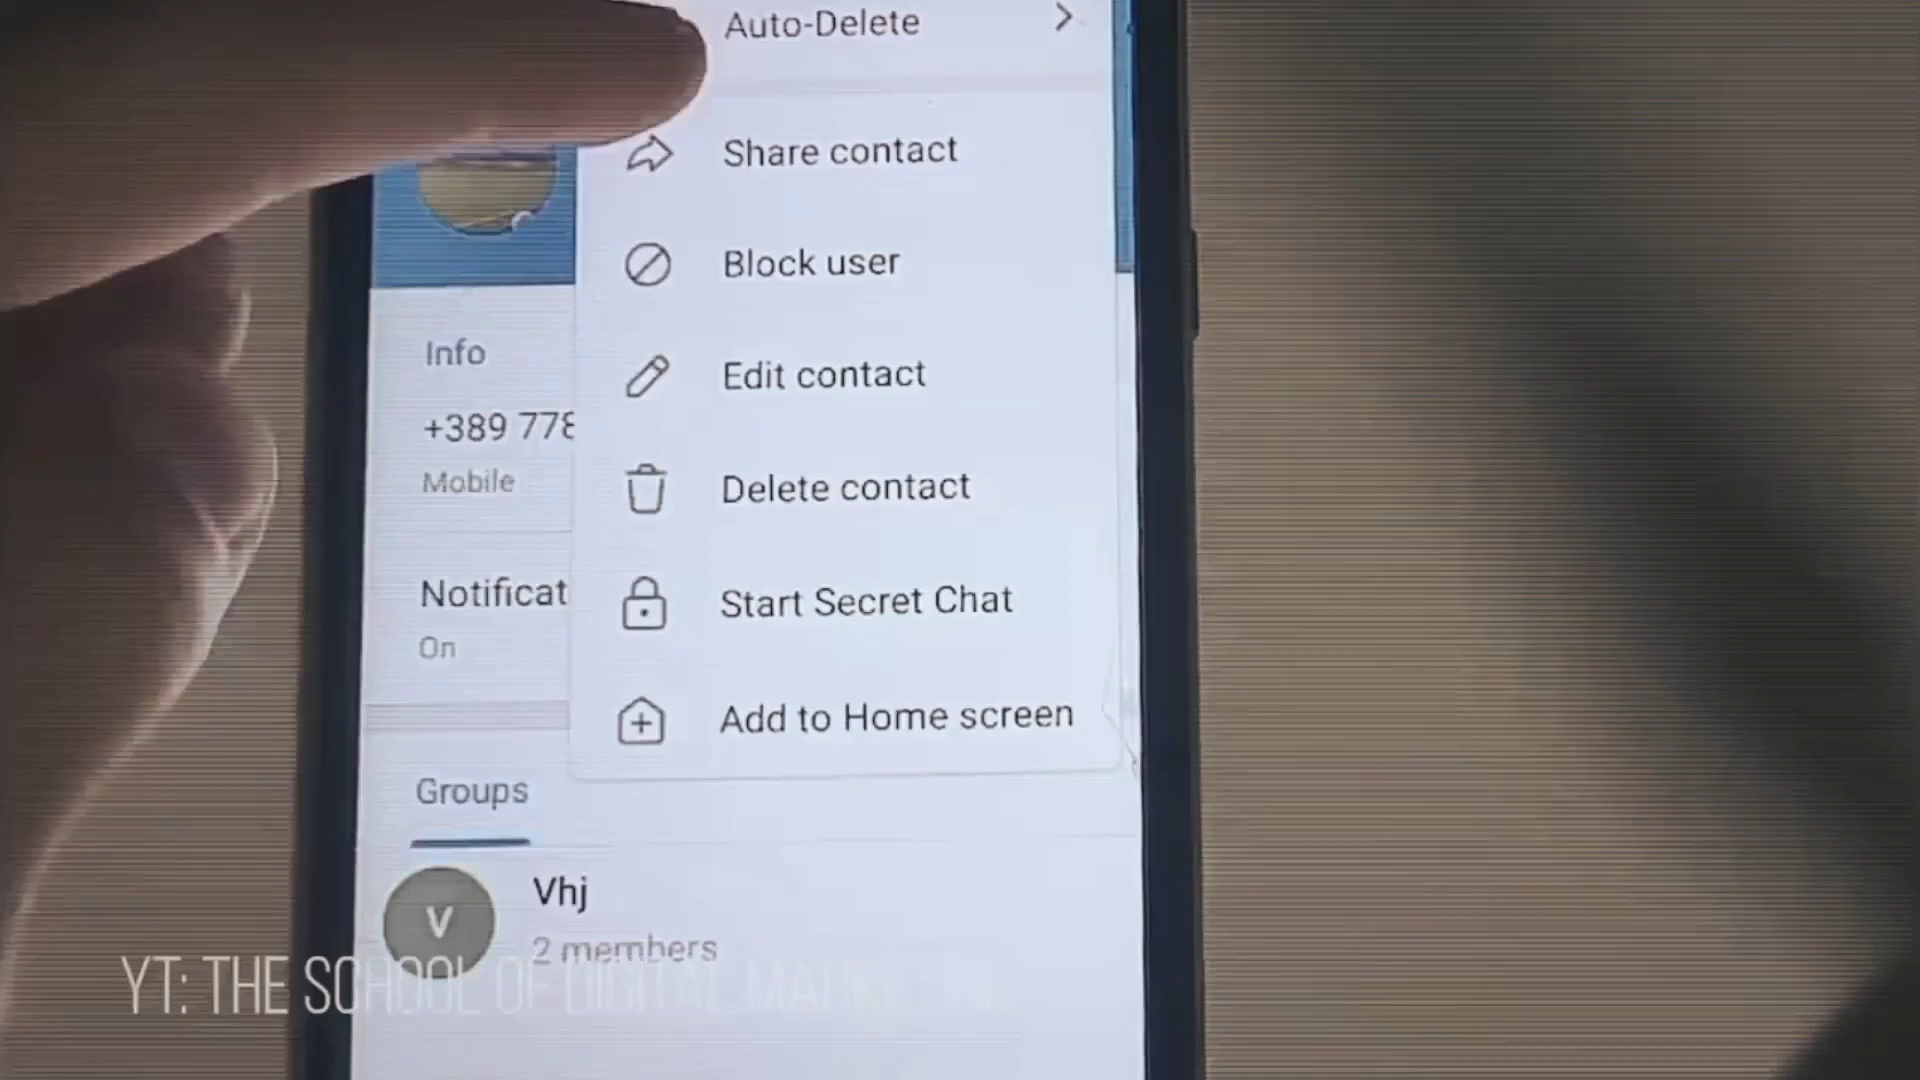 Auto-Delete
Share contact
Block user
Info
Edit contact
+389 778
Mobile
Delete contact
Notificat
On
Start Secret Chat
Add to Home screen
Groups
V
Vhj
2 members
YT: THE SCHOOL OF DIGITAL